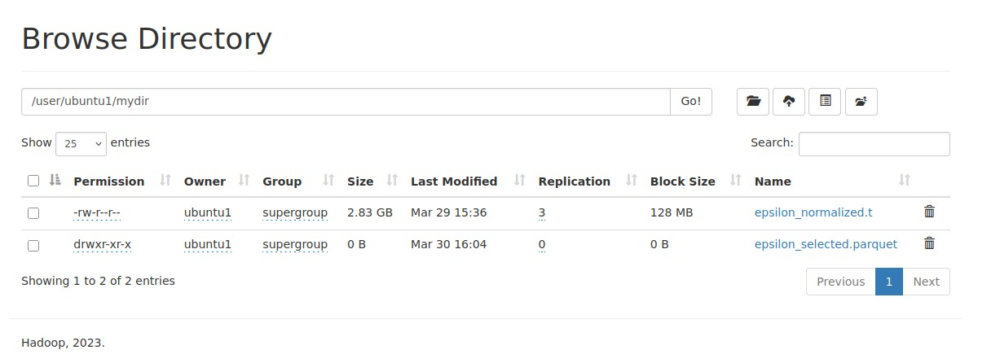 Browse Directory
/user/ubuntu1/mydir Go!
Show 25 entries Search:
Permission Owner Group Size Last Modified Replication Block Size Name
-rw-r--r-- ubuntu1 supergroup 2.83 GB Mar 29 15:36 3 128 MB epsilon_normalized.t
drwxr-xr-x ubuntu1 supergroup 0 B Mar 30 16:04 0 0 B epsilon_selected.parquet
Showing 1 to 2 of 2 entries Previous 1 Next
Hadoop, 2023.